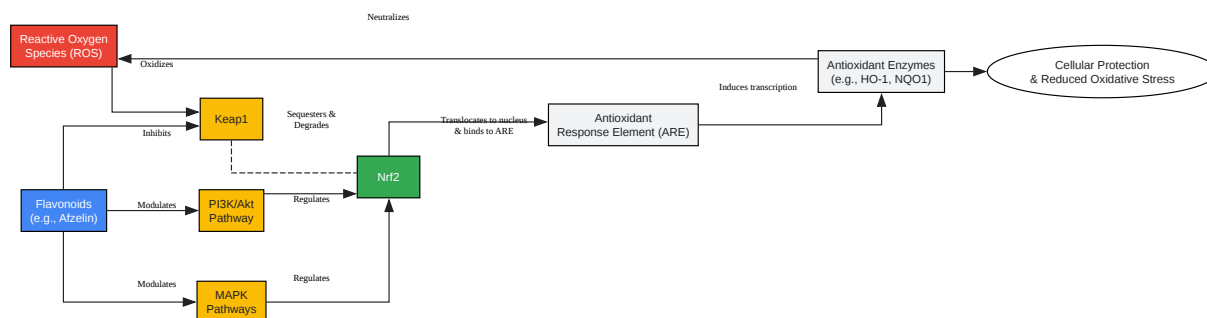 Neutralizes
Reactive Oxygen
Species (ROS)
Oxidizes
Antioxidant Enzymes
(e.g., HO-1, NQO1)
Cellular Protection
& Reduced Oxidative Stress
Induces transcription
Keap1
Sequesters &
Degrades
Inhibits
Translocates to nucleus
& binds to ARE
Antioxidant
Response Element (ARE)
Nrf2
Flavonoids
(e.g., Afzelin)
Modulates
PI3K/Akt
Pathway
Regulates
Modulates
MAPK
Pathways
Regulates